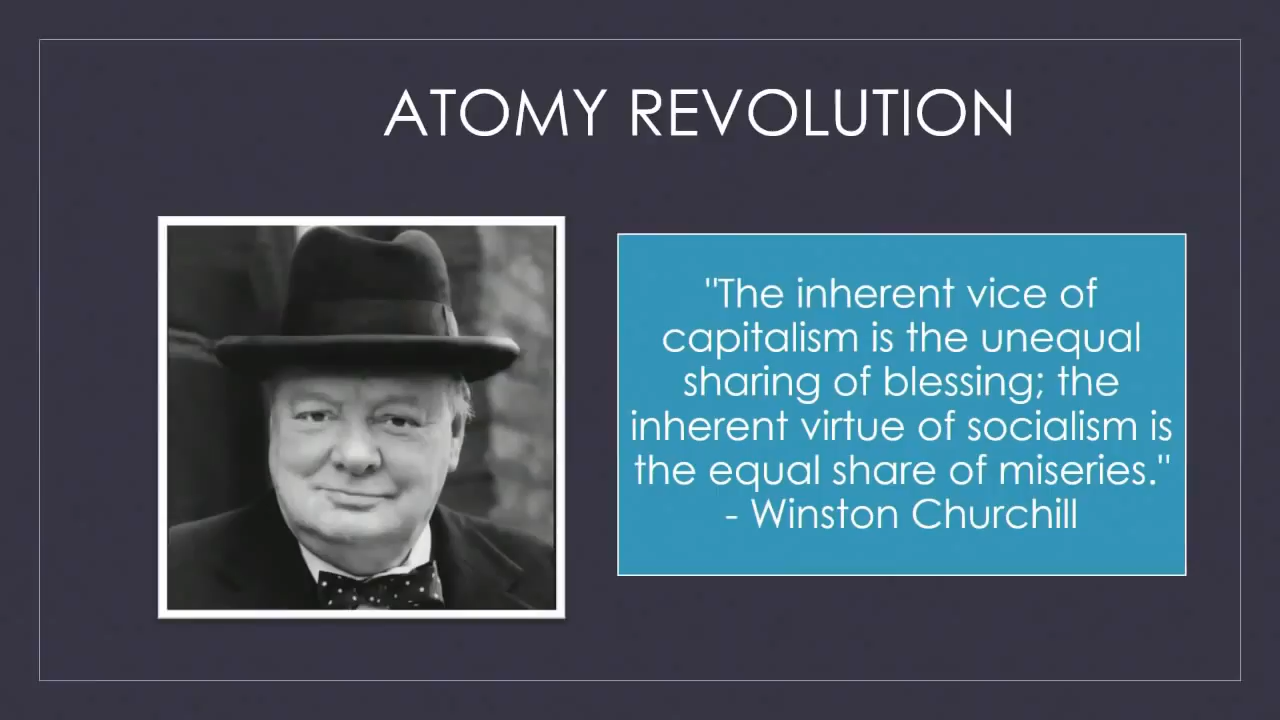 ATOMY REVOLUTION
"The inherent vice of
capitalism is the unequal
sharing of blessing; the
inherent virtue of socialism is
the equal share of miseries."
- Winston Churchill